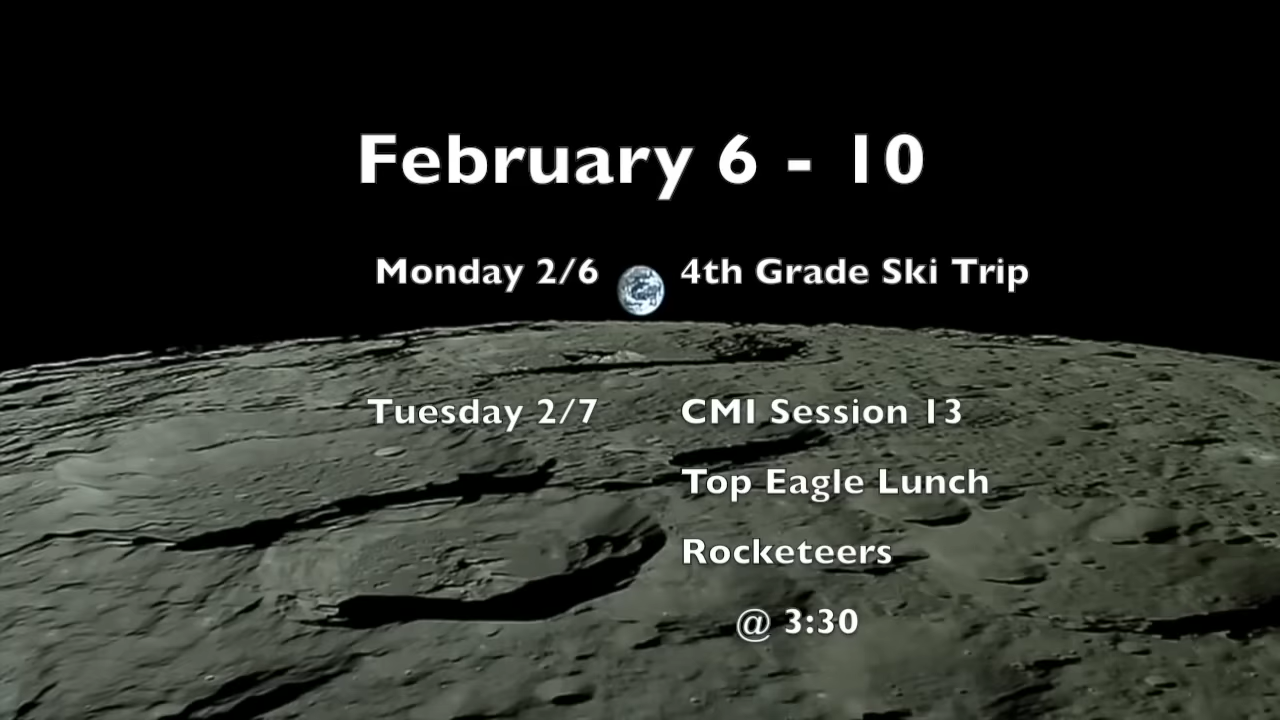 February 6 - 10
Monday 2/6 4th Grade Ski Trip
Tuesday 2/7 CMI Session 13
Top Eagle Lunch
Rocketeers
@ 3:30